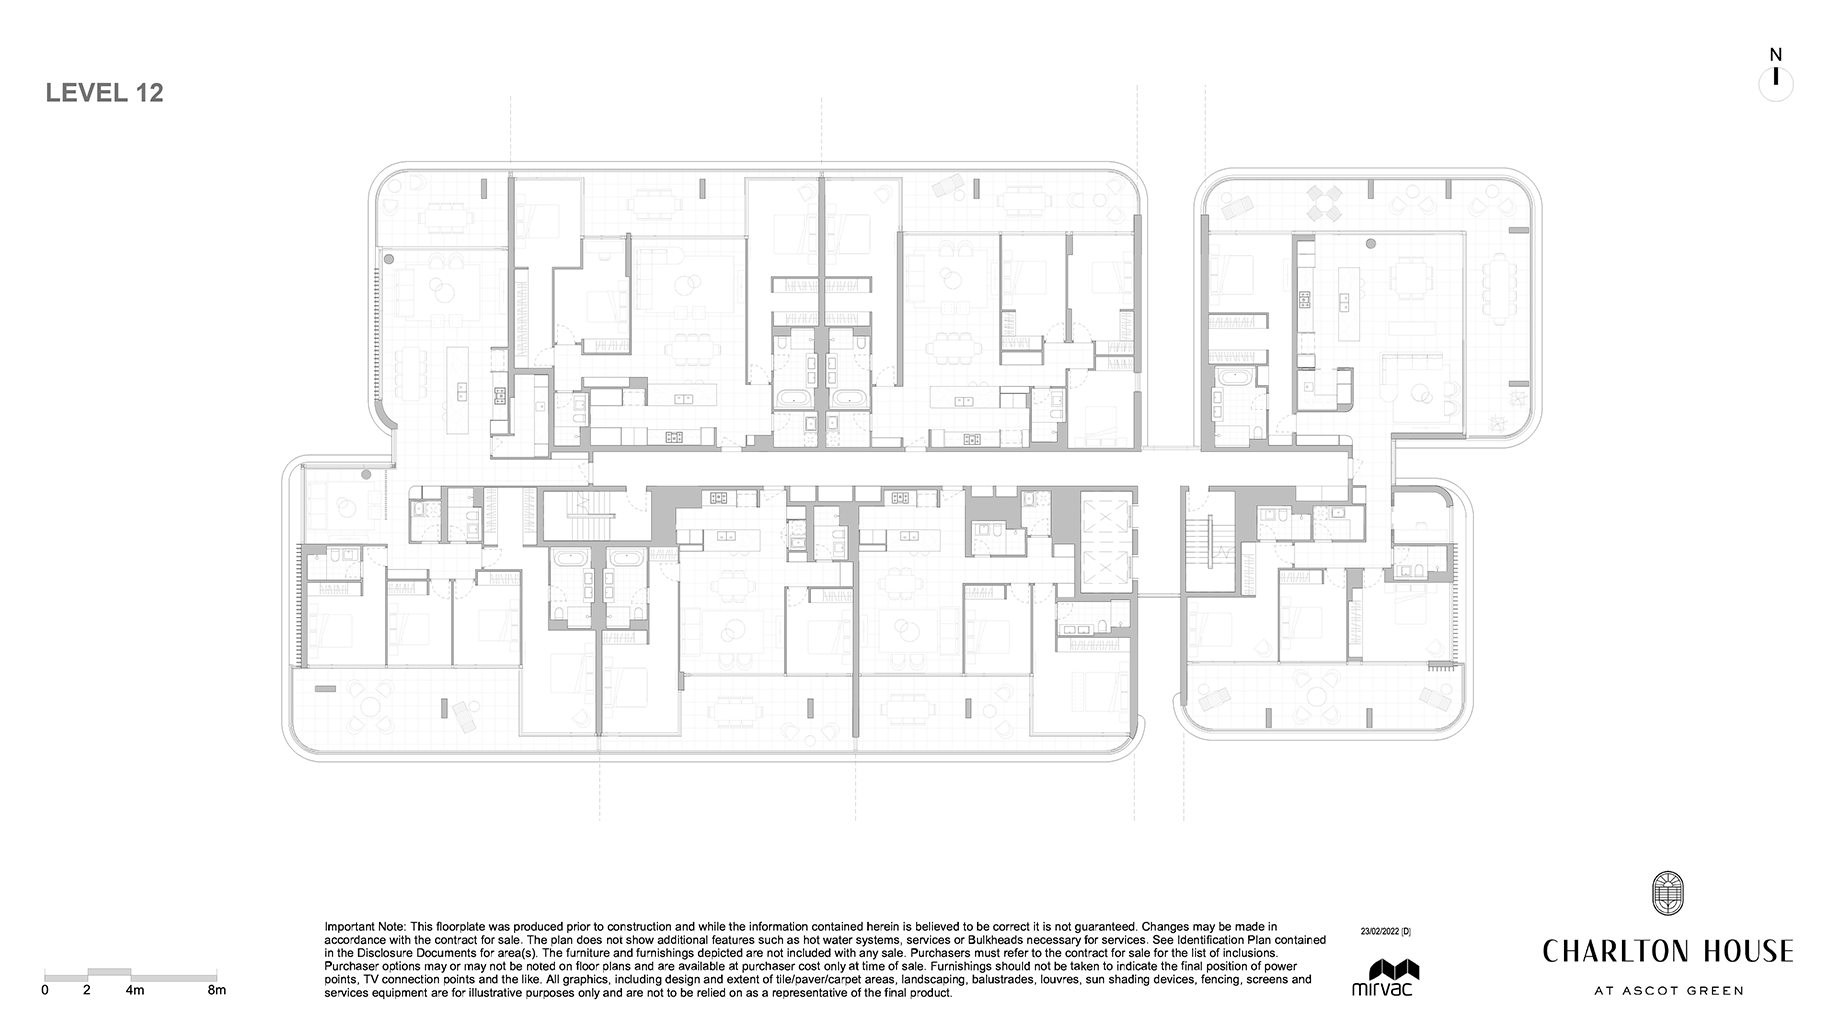 LEVEL 12
N
Important Note: This floorplate was produced prior to construction and while the information contained herein is believed to be correct it is not guaranteed. Changes may be made in
accordance with the contract for sale. The plan does not show additional features such as hot water systems, services or Bulkheads necessary for services. See Identification Plan contained
in the Disclosure Documents for area(s). The furniture and furnishings depicted are not included with any sale. Purchasers must refer to the contract for sale for the list of inclusions.
Purchaser options may or may not be noted on floor plans and are available at purchaser cost only at time of sale. Furnishings should not be taken to indicate the final position of power
points, TV connection points and the like. All graphics, including design and extent of tile/paver/carpet areas, landscaping, balustrades, louvres, sun shading devices, fencing, screens and
services equipment are for illustrative purposes only and are not to be relied on as a representative of the final product.
0 2 4m 8m
23/02/2022 [D]
mirvac
CHARLTON HOUSE
AT ASCOT GREEN